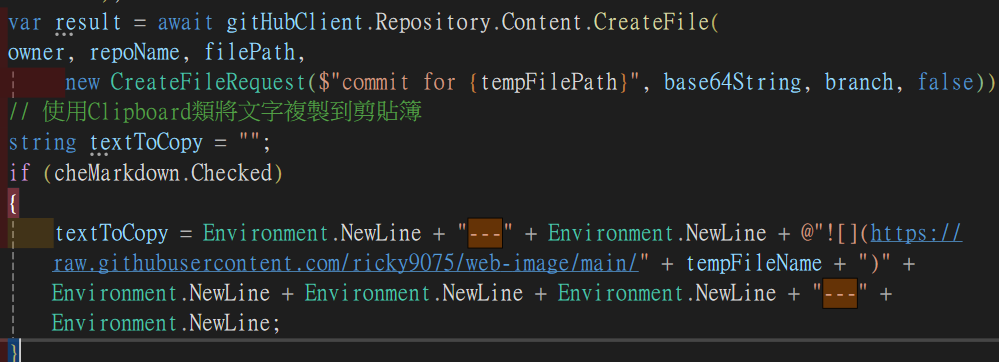 var result = await gitHubClient.Repository.Content.CreateFile(
owner, repoName, filePath,
new CreateFileRequest($"commit for {tempFilePath}", base64String, branch, false))
// 使用Clipboard類將文字複製到剪貼簿
string textToCopy = "";
if (cheMarkdown.Checked)
{
textToCopy = Environment.NewLine + "---" + Environment.NewLine + @"![](https://
raw.githubusercontent.com/ricky9075/web-image/main/" + tempFileName + ")" +
Environment.NewLine + Environment.NewLine + Environment.NewLine + "---" +
Environment.NewLine;
}